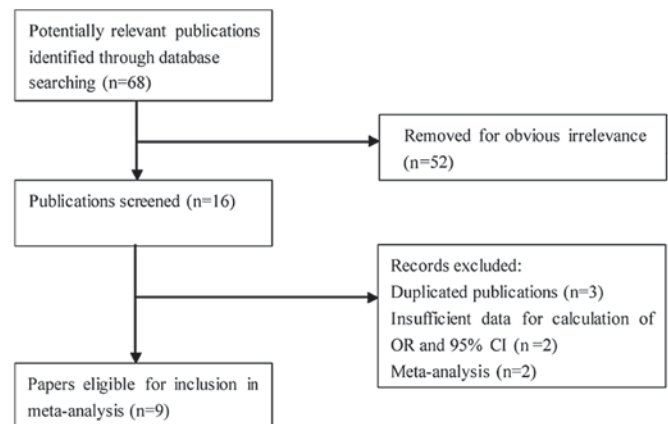 Potentially relevant publications
identified through database
searching (n=68)
Removed for obvious irrelevance
(n=52)
Publications screened (n=16)
Records excluded:
Duplicated publications (n=3)
Insufficient data for calculation of
OR and 95% CI (n=2)
Meta-analysis (n=2)
Papers eligible for inclusion in
meta-analysis (n=9)